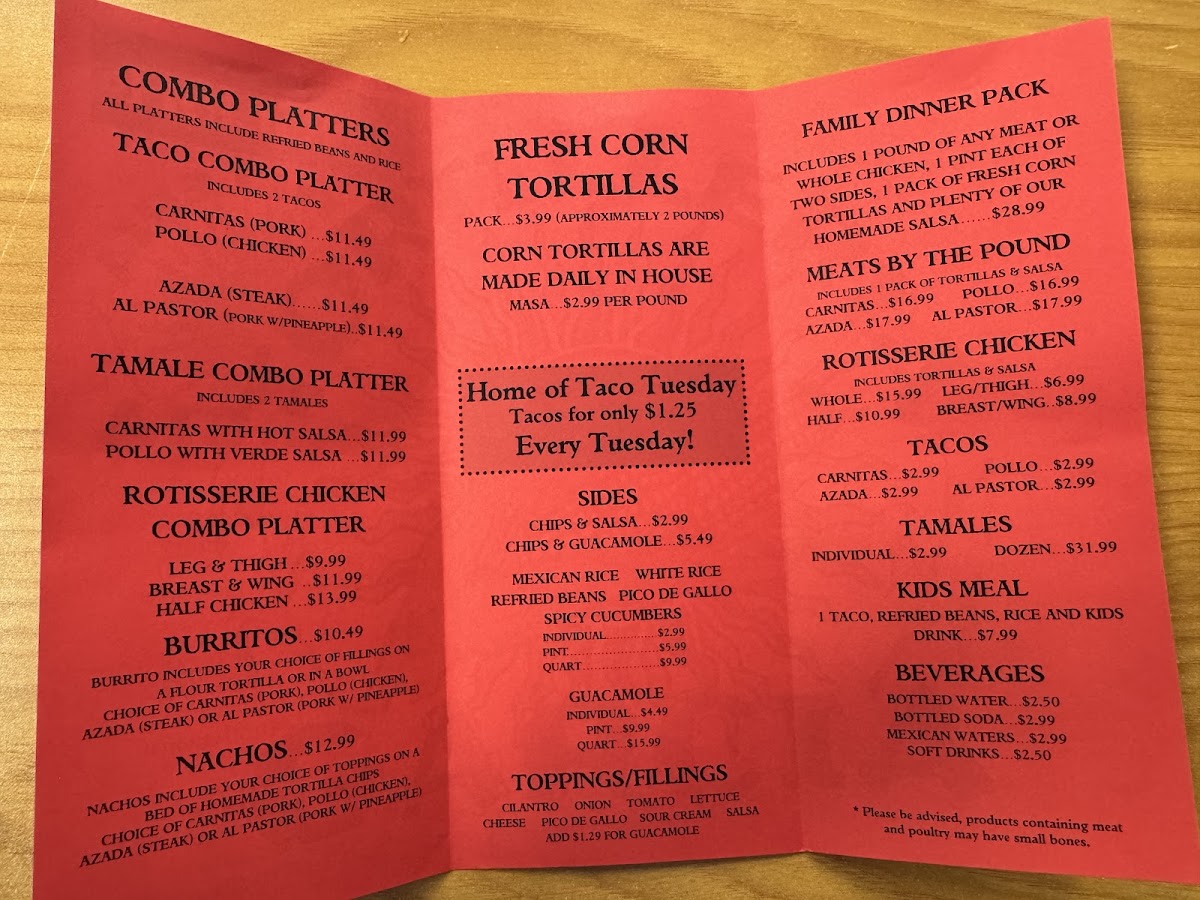 COMBO PLATTERS
ALL PLATTERS INCLUDE REFRIED BEANS AND RICE
TACO COMBO PLATTER
INCLUDES 2 TACOS
CARNITAS (PORK) ...$11.49
POLLO (CHICKEN) ...$11.49
AZADA (STEAK)......$11.49
AL PASTOR (PORK W/PINEAPPLE)..$11.49
TAMALE COMBO PLATTER
INCLUDES 2 TAMALES
CARNITAS WITH HOT SALSA...$11.99
POLLO WITH VERDE SALSA ...$11.99
ROTISSERIE CHICKEN
COMBO PLATTER
LEG & THIGH ...$9.99
BREAST & WING ..$11.99
HALF CHICKEN ...$13.99
BURRITOS...$10.49
BURRITO INCLUDES YOUR CHOICE OF FILLINGS ON
A FLOUR TORTILLA OR IN A BOWL
CHOICE OF CARNITAS (PORK), POLLO (CHICKEN),
AZADA (STEAK) OR AL PASTOR (PORK W/ PINEAPPLE)
NACHOS...$12.99
NACHOS INCLUDE YOUR CHOICE OF TOPPINGS ON A
BED OF HOMEMADE TORTILLA CHIPS
CHOICE OF CARNITAS (PORK), POLLO (CHICKEN),
AZADA (STEAK) OR AL PASTOR (PORK W/ PINEAPPLE)
FRESH CORN
TORTILLAS
PACK...$3.99 (APPROXIMATELY 2 POUNDS)
CORN TORTILLAS ARE
MADE DAILY IN HOUSE
MASA...$2.99 PER POUND
Home of Taco Tuesday
Tacos for only $1.25
Every Tuesday!
SIDES
CHIPS & SALSA...$2.99
CHIPS & GUACAMOLE...$5.49
MEXICAN RICE WHITE RICE
REFRIED BEANS PICO DE GALLO
SPICY CUCUMBERS
INDIVIDUAL..............$2.99
PINT................................$5.99
QUART............................$9.99
GUACAMOLE
INDIVIDUAL...$4.49
PINT...$9.99
QUART...$15.99
TOPPINGS/FILLINGS
CILANTRO ONION TOMATO LETTUCE
CHEESE PICO DE GALLO SOUR CREAM SALSA
ADD $1.29 FOR GUACAMOLE
FAMILY DINNER PACK
INCLUDES 1 POUND OF ANY MEAT OR
WHOLE CHICKEN, 1 PINT EACH OF
TWO SIDES, 1 PACK OF FRESH CORN
TORTILLAS AND PLENTY OF OUR
HOMEMADE SALSA......$28.99
MEATS BY THE POUND
INCLUDES 1 PACK OF TORTILLAS & SALSA
CARNITAS...$16.99 POLLO...$16.99
AZADA...$17.99 AL PASTOR...$17.99
ROTISSERIE CHICKEN
INCLUDES TORTILLAS & SALSA
WHOLE...$15.99 LEG/THIGH...$6.99
HALF...$10.99 BREAST/WING..$8.99
TACOS
CARNITAS...$2.99 POLLO...$2.99
AZADA...$2.99 AL PASTOR...$2.99
TAMALES
INDIVIDUAL...$2.99 DOZEN...$31.99
KIDS MEAL
1 TACO, REFRIED BEANS, RICE AND KIDS
DRINK...$7.99
BEVERAGES
BOTTLED WATER...$2.50
BOTTLED SODA...$2.99
MEXICAN WATERS...$2.99
SOFT DRINKS...$2.50
* Please be advised, products containing meat
and poultry may have small bones.